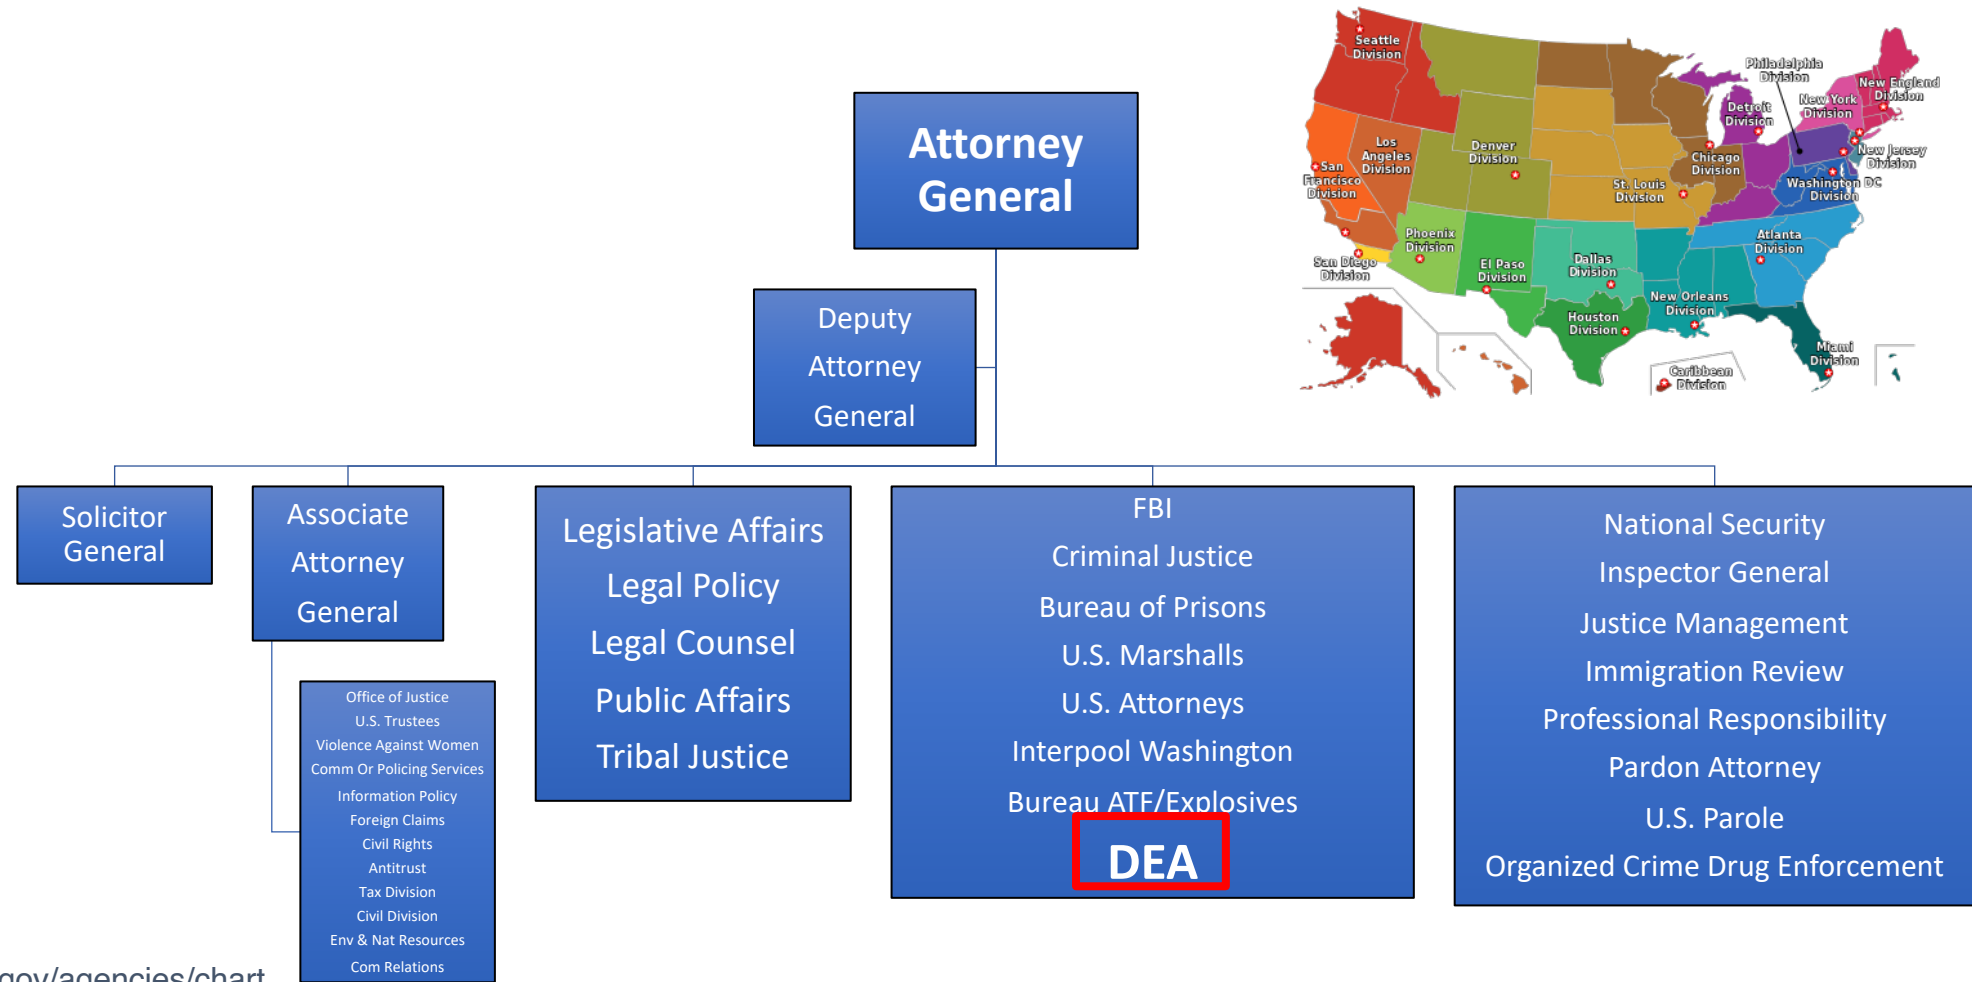 Attorney
General
Deputy
Attorney
General
Solicitor
General
Associate
Attorney
General
Office of Justice
U.S. Trustees
Violence Against Women
Comm Or Policing Services
Information Policy
Foreign Claims
Civil Rights
Antitrust
Tax Division
Civil Division
Env & Nat Resources
Com Relations
Legislative Affairs
Legal Policy
Legal Counsel
Public Affairs
Tribal Justice
FBI
Criminal Justice
Bureau of Prisons
U.S. Marshalls
U.S. Attorneys
Interpool Washington
Bureau ATF/Explosives
DEA
National Security
Inspector General
Justice Management
Immigration Review
Professional Responsibility
Pardon Attorney
U.S. Parole
Organized Crime Drug Enforcement
Seattle
Division
Philadelphia
Division
New England
Division
Detroit
Division
New York
Division
Los
Angeles
Division
Denver
Division
Chicago
Division
New Jersey
Division
San
Francisco
Division
St. Louis
Division
Washington DC
Division
Phoenix
Division
Atlanta
Division
San Diego
Division
El Paso
Division
Dallas
Division
New Orleans
Division
Houston
Division
Miami
Division
Caribbean
Division
gov/agencies/chart